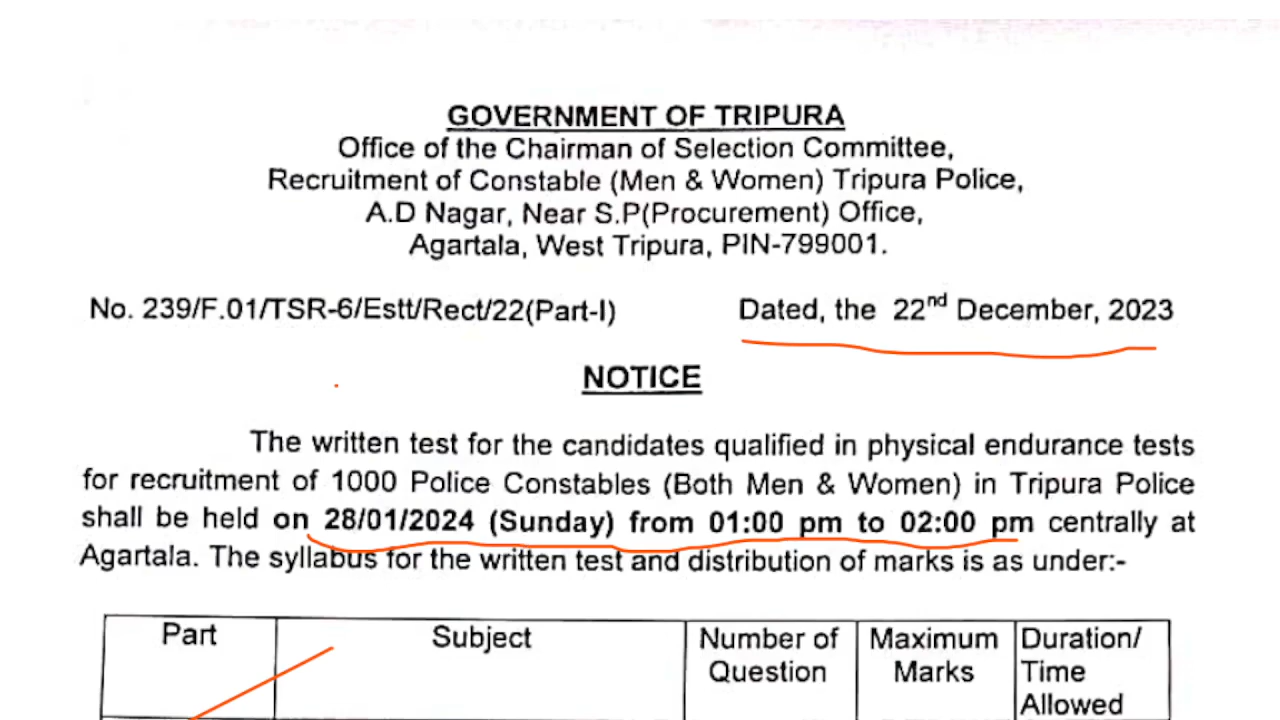 GOVERNMENT OF TRIPURA
Office of the Chairman of Selection Committee,
Recruitment of Constable (Men & Women) Tripura Police,
A.D Nagar, Near S.P(Procurement) Office,
Agartala, West Tripura, PIN-799001.
No. 239/F.01/TSR-6/Estt/Rect/22(Part-I) Dated, the 22nd December, 2023
NOTICE
The written test for the candidates qualified in physical endurance tests
for recruitment of 1000 Police Constables (Both Men & Women) in Tripura Police
shall be held on 28/01/2024 (Sunday) from 01:00 pm to 02:00 pm centrally at
Agartala. The syllabus for the written test and distribution of marks is as under:-
Part Subject Number of Maximum Duration/
Question Marks Time
Allowed